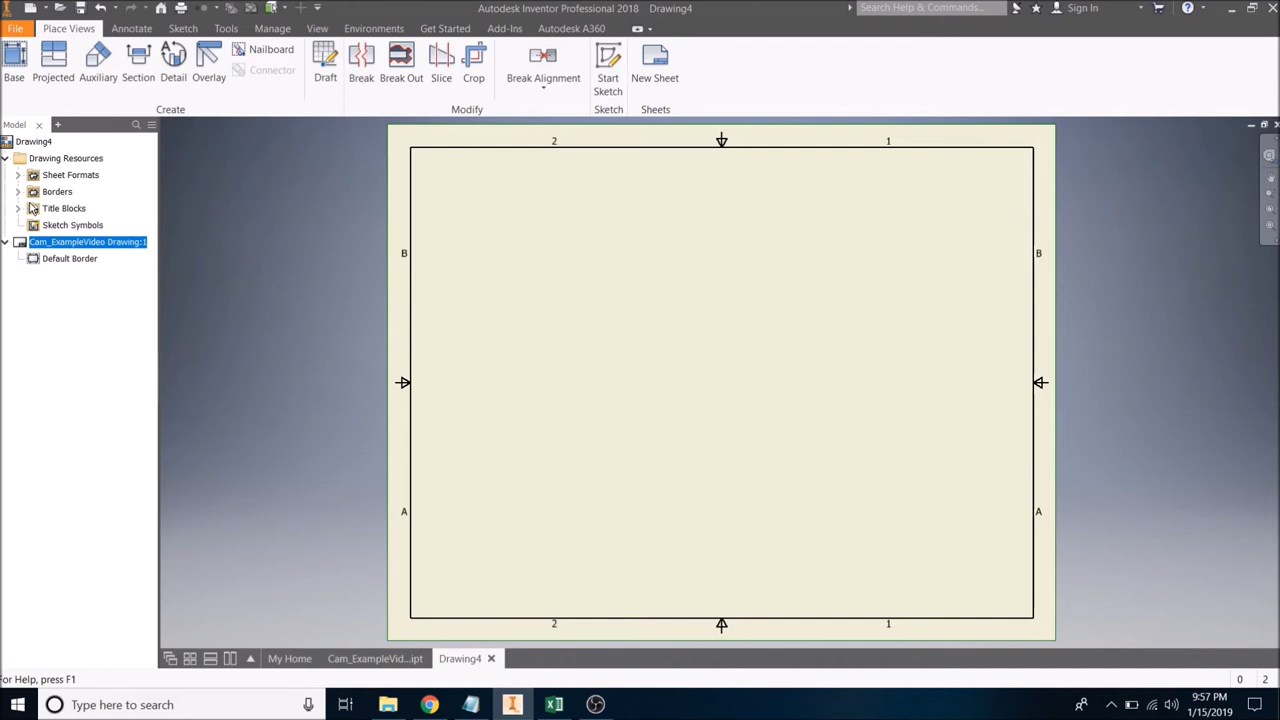 Autodesk Inventor Professional 2018 Drawing4
Search Help & Commands...
Sign In
File Place Views Annotate Sketch Tools Manage View Environments Get Started Add-Ins Autodesk A360
Base Projected Auxiliary Section Detail Overlay
Nailboard
Connector
Draft Break Break Out Slice Crop Break Alignment Start Sketch New Sheet
Create Modify Sketch Sheets
Model
Drawing4
Drawing Resources
Sheet Formats
Borders
Title Blocks
Sketch Symbols
Cam_ExampleVideo Drawing:1
Default Border
2 1
B B
A A
2 1
My Home Cam_ExampleVid...ipt Drawing4
For Help, press F1
0 2
Type here to search
9:57 PM
1/15/2019